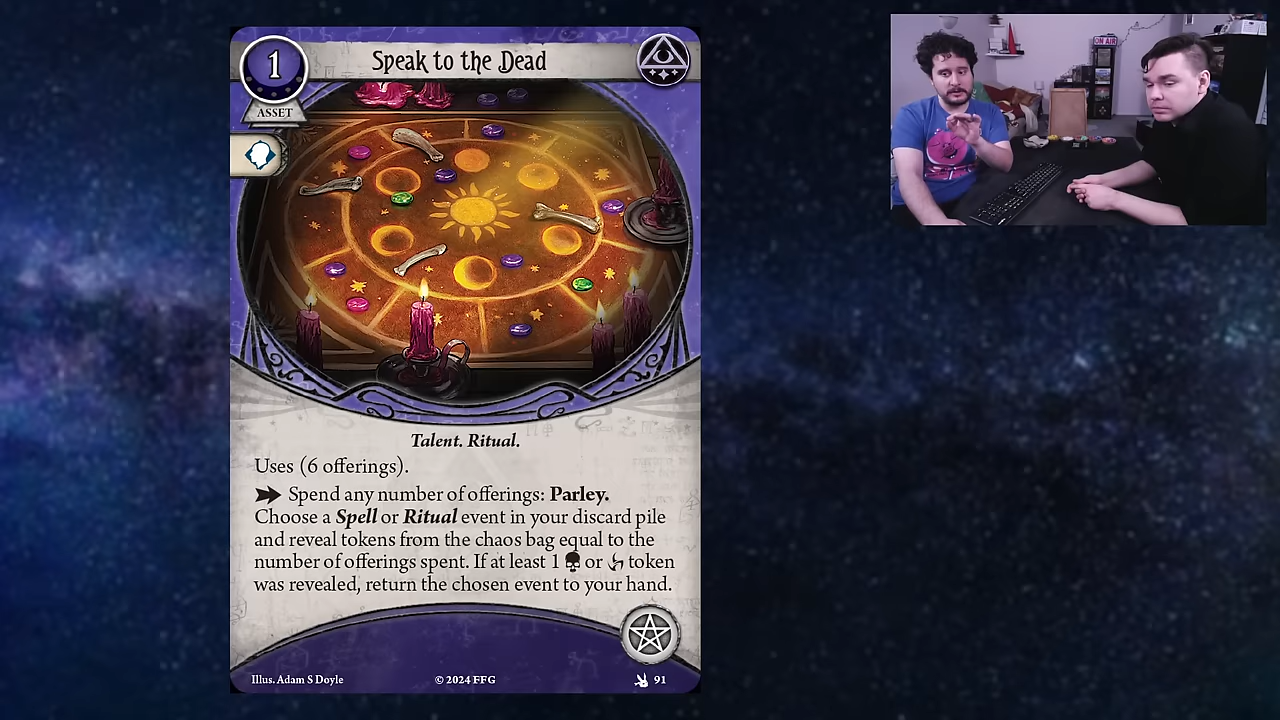 1
Speak to the Dead
ASSET
Talent. Ritual.
Uses (6 offerings).
Spend any number of offerings: Parley.
Choose a Spell or Ritual event in your discard pile
and reveal tokens from the chaos bag equal to the
number of offerings spent. If at least 1 or token
was revealed, return the chosen event to your hand.
Illus. Adam S Doyle
© 2024 FFG
91
ON AIR